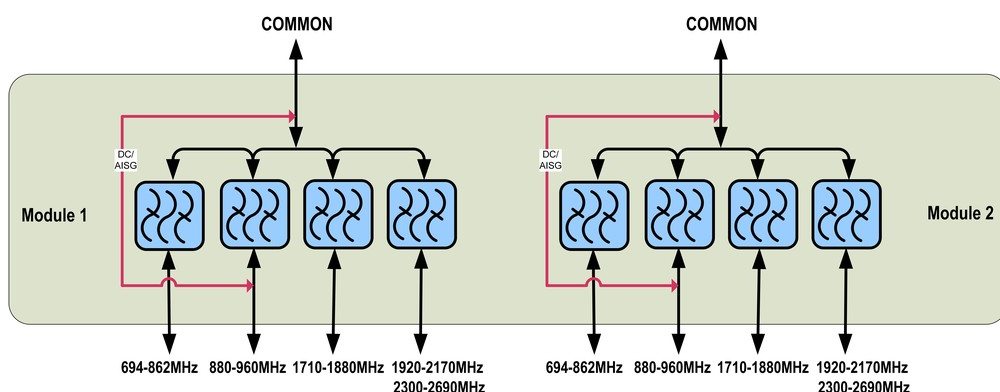 COMMON
COMMON
DC/
AISG
DC/
AISG
Module 1
Module 2
694-862MHz 880-960MHz 1710-1880MHz 1920-2170MHz
2300-2690MHz
694-862MHz 880-960MHz 1710-1880MHz 1920-2170MHz
2300-2690MHz